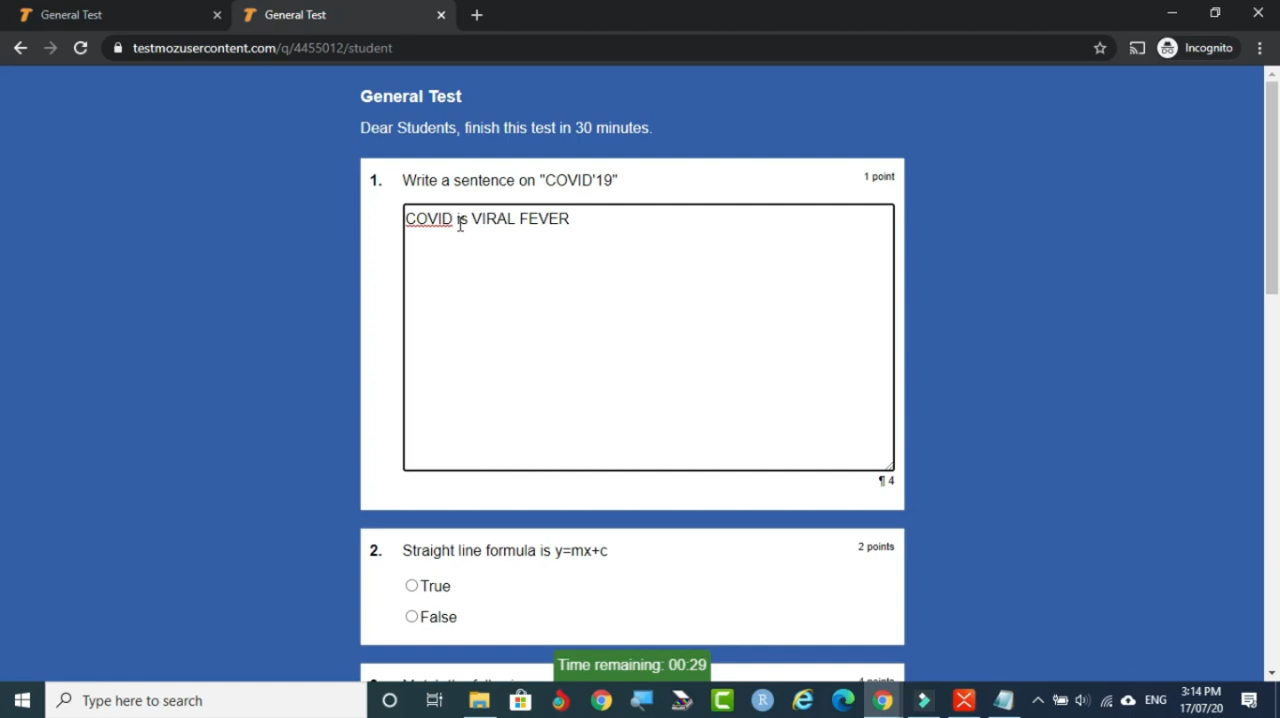 General Test
General Test
testmozusercontent.com/q/4455012/student
Incognito
General Test
Dear Students, finish this test in 30 minutes.
1. Write a sentence on "COVID'19" 1 point
COVID is VIRAL FEVER
¶ 4
2. Straight line formula is y=mx+c 2 points
True
False
Time remaining: 00:29
Type here to search
ENG
3:14 PM
17/07/20